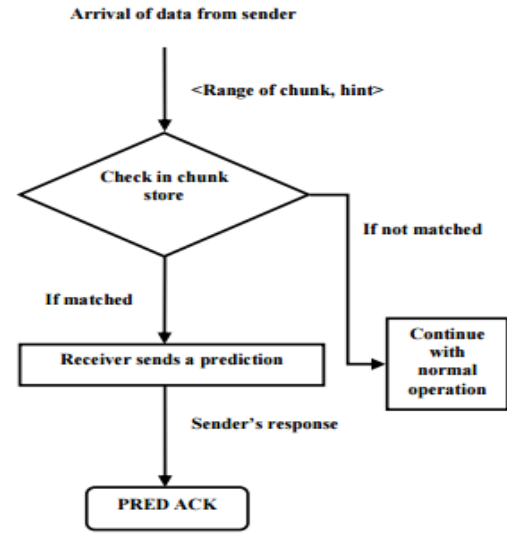 Arrival of data from sender
<Range of chunk, hint>
Check in chunk
store
If not matched
If matched
Continue
with
normal
operation
Receiver sends a prediction
Sender's response
PRED ACK